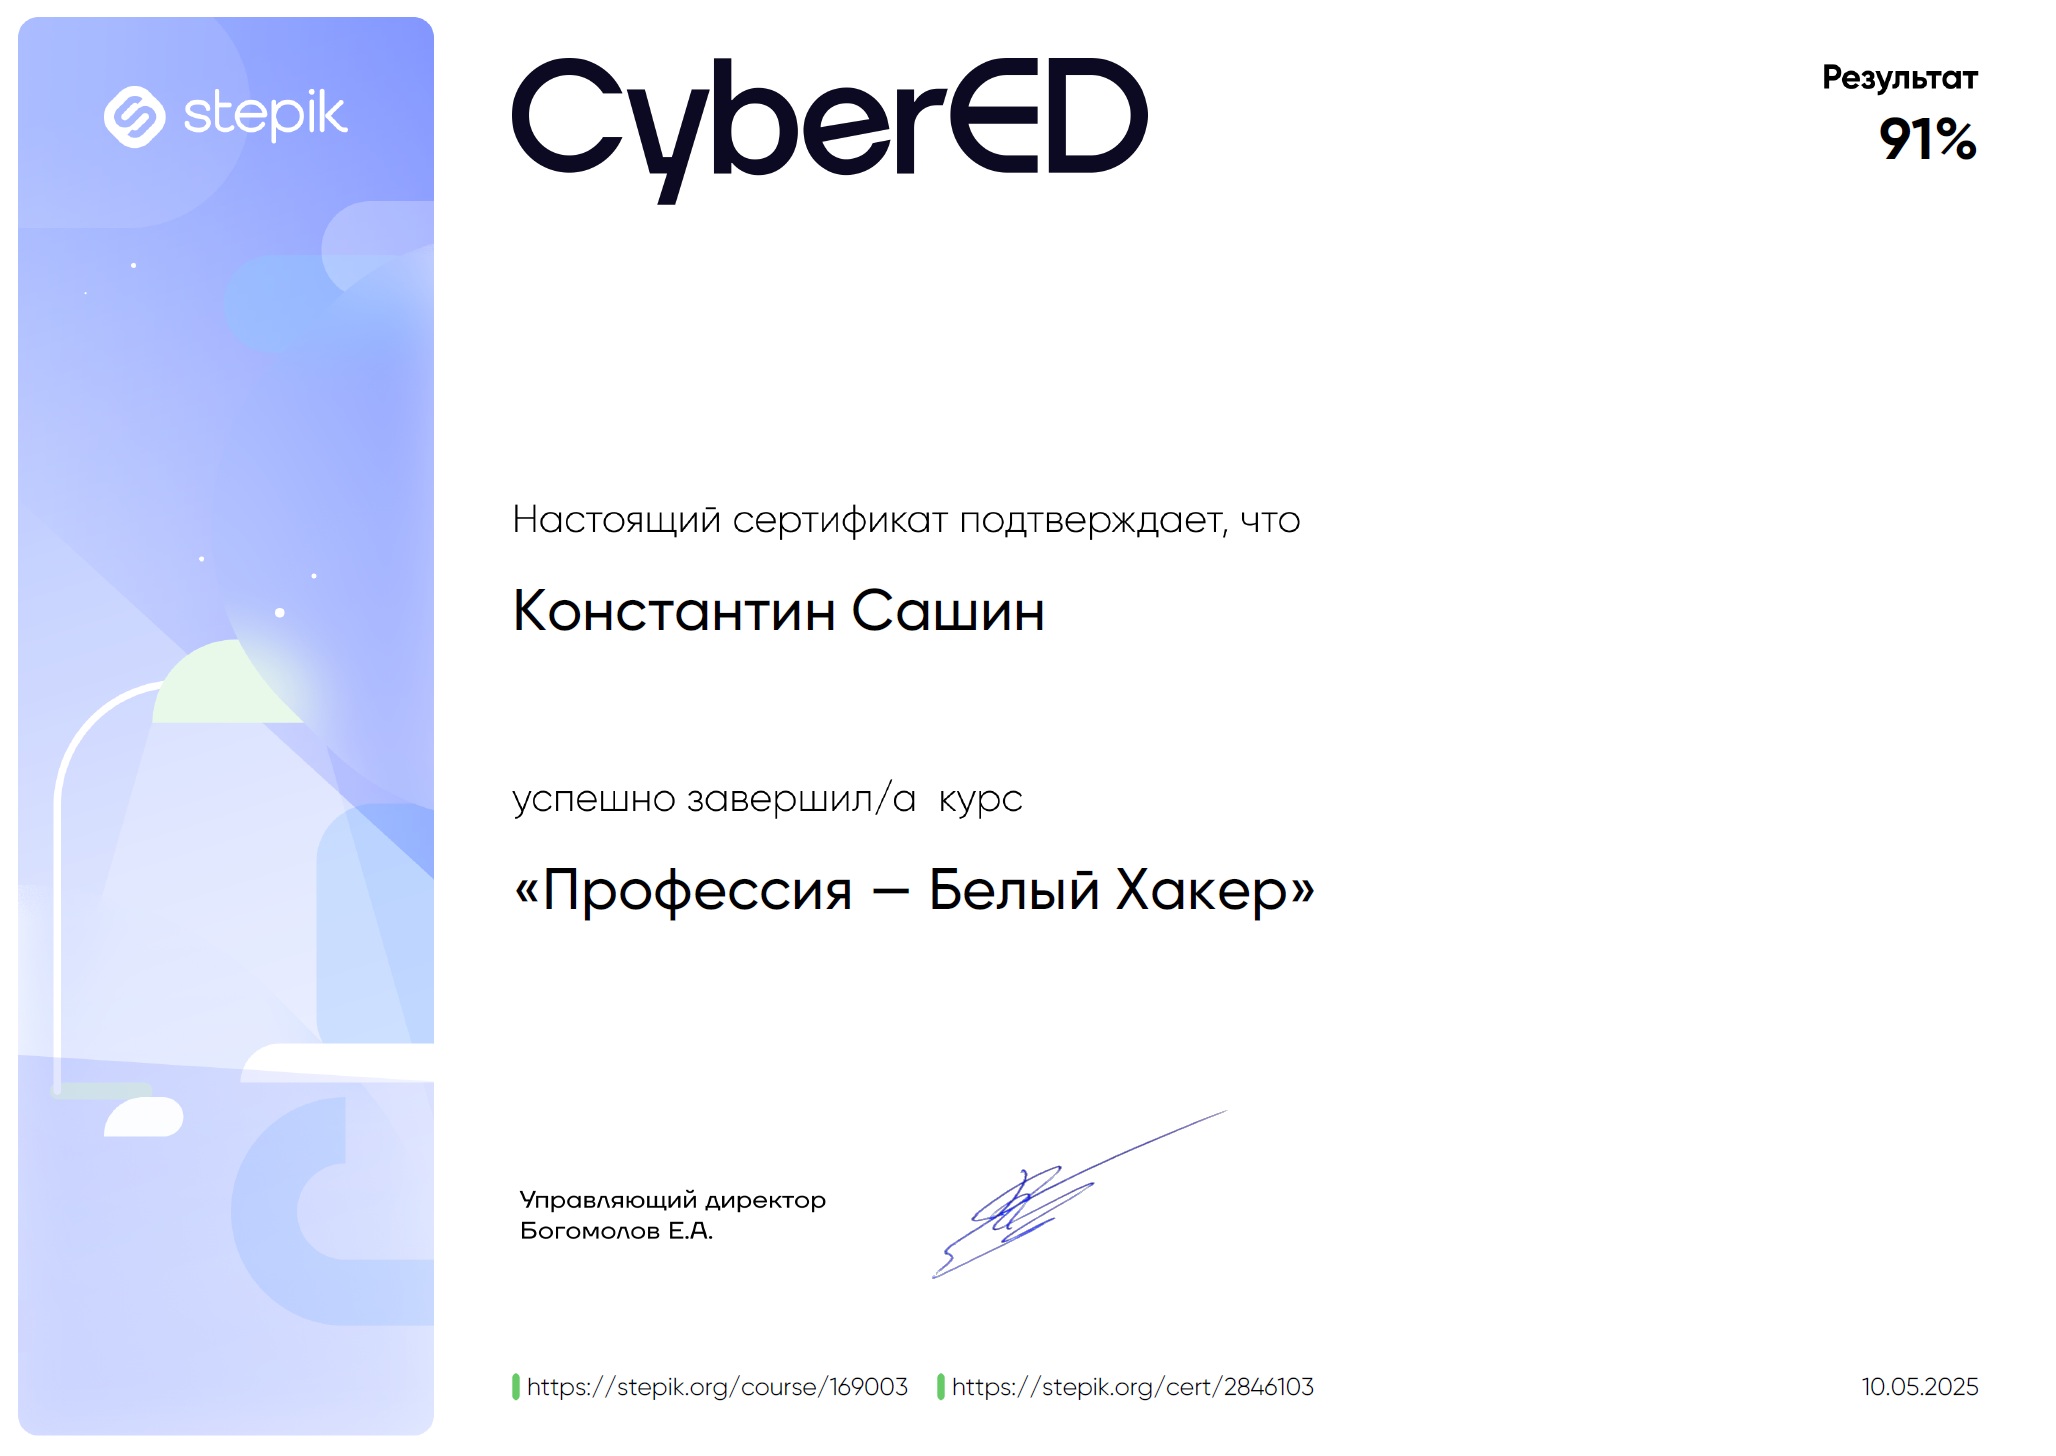 stepik
CyberED
Результат
91%
Настоящий сертификат подтверждает, что
Константин Сашин
успешно завершил/а курс
«Профессия — Белый Хакер»
Управляющий директор
Богомолов Е.А.
https://stepik.org/course/169003 https://stepik.org/cert/2846103
10.05.2025